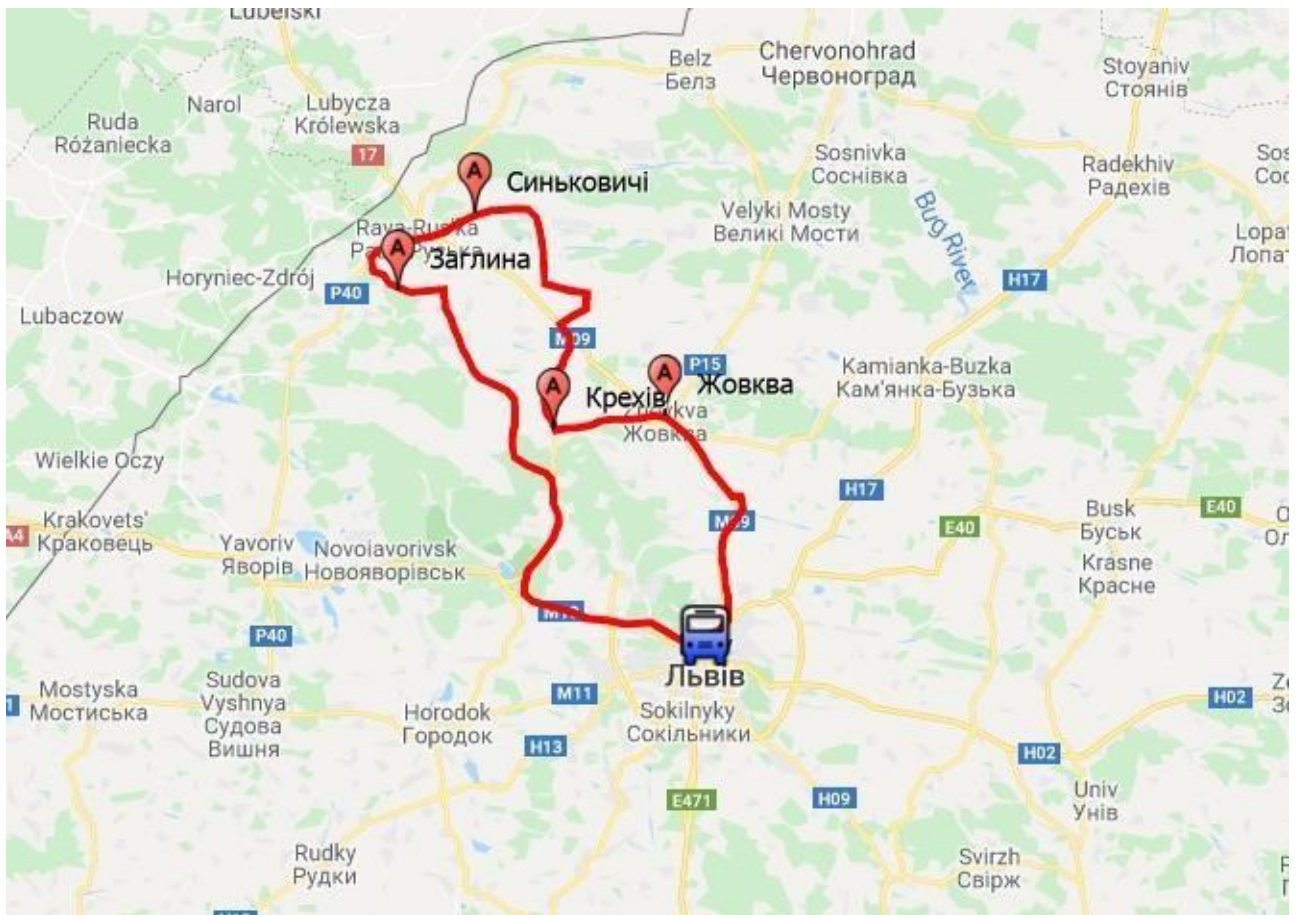 Lubelski
Belz
Белз
Chervonohrad
Червоноград
Stoyaniv
Стоянів
Narol
Lubycza
Królewska
Ruda
Różaniecka
17
Sosnivka
Соснівка
Radekhiv
Радехів
Синьковичі
Velyki Mosty
Великі Мости
Bug River
Horyniec-Zdrój
Заглина
P40
H17
Lubaczow
M09
P15
Kamianka-Buzka
Кам'янка-Бузька
Крехів
Жовква
Жовква
Wielkie Oczy
H17
E40
Busk
Буськ
E40
A4
Krakovets'
Краковець
Yavoriv
Яворів
Novoiavorivsk
Новояворівськ
Krasne
Красне
P40
Львів
M11
Mostyska
Мостиська
Sudova
Vyshnya
Судова
Вишня
Horodok
Городок
Sokilnyky
Сокільники
H02
H13
H02
E471
H09
Univ
Унів
Rudky
Рудки
Svirzh
Свірж